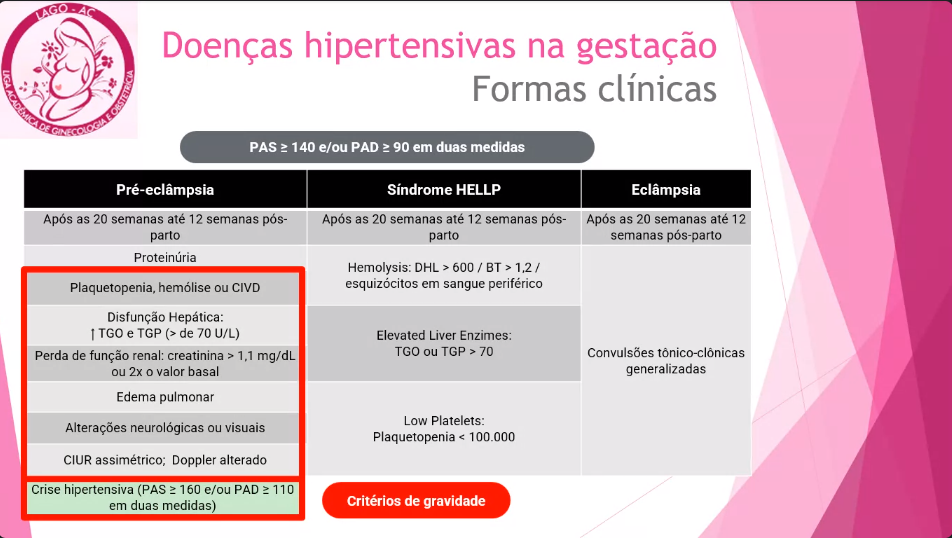 LAGO - AC
LIGA ACADÊMICA DE GINECOLOGIA E OBSTETRÍCIA
Doenças hipertensivas na gestação
Formas clínicas
PAS ≥ 140 e/ou PAD ≥ 90 em duas medidas
Pré-eclâmpsia
Síndrome HELLP
Eclâmpsia
Após as 20 semanas até 12 semanas pós-
parto
Após as 20 semanas até 12 semanas pós-
parto
Após as 20 semanas até 12
semanas pós-parto
Proteinúria
Plaquetopenia, hemólise ou CIVD
Disfunção Hepática:
↑ TGO e TGP (> de 70 U/L)
Perda de função renal: creatinina > 1,1 mg/dL
ou 2x o valor basal
Edema pulmonar
Alterações neurológicas ou visuais
CIUR assimétrico; Doppler alterado
Crise hipertensiva (PAS ≥ 160 e/ou PAD ≥ 110
em duas medidas)
Hemolysis: DHL > 600 / BT > 1,2 /
esquizócitos em sangue periférico
Elevated Liver Enzimes:
TGO ou TGP > 70
Low Platelets:
Plaquetopenia < 100.000
Convulsões tônico-clônicas
generalizadas
Critérios de gravidade